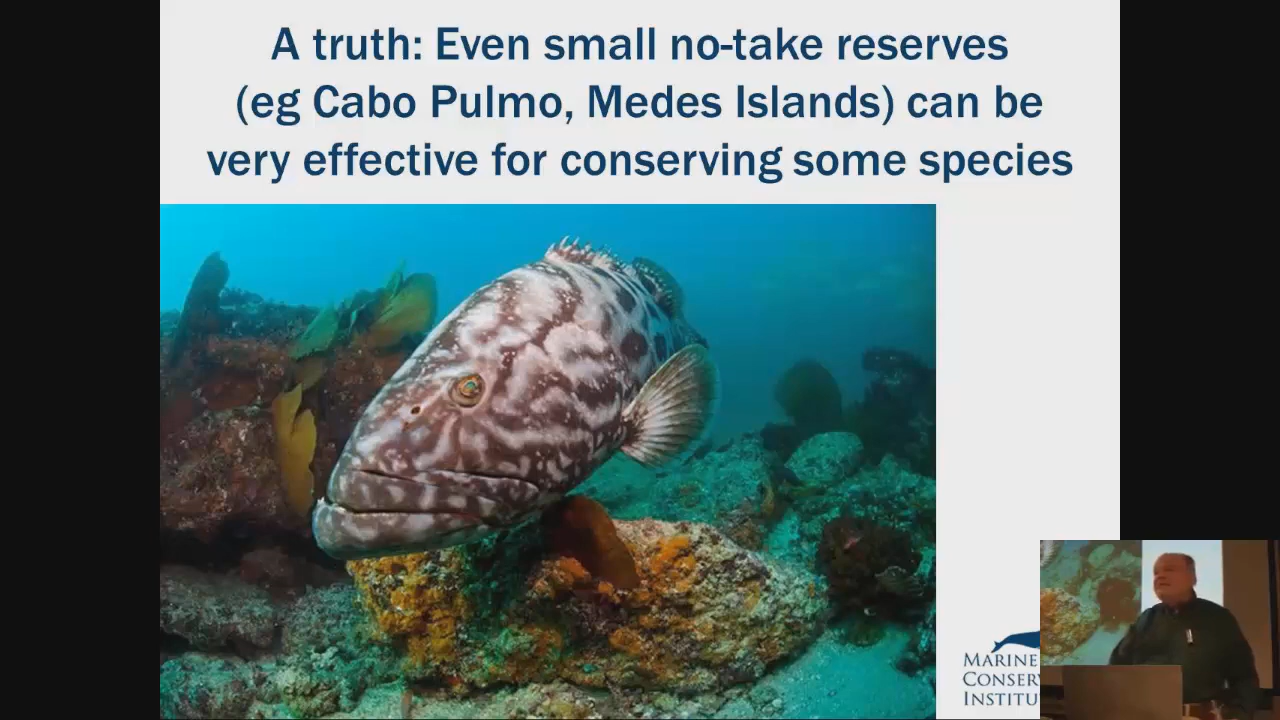 A truth: Even small no-take reserves
(eg Cabo Pulmo, Medes Islands) can be
very effective for conserving some species
MARINE